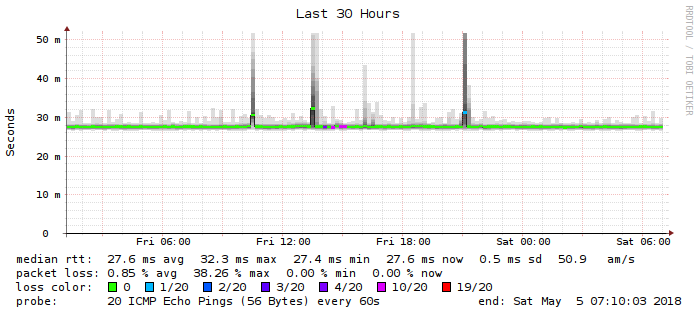 Last 30 Hours
RRDTOOL / TOBI OETIKER
Seconds
50 m
40 m
30 m
20 m
10 m
0
Fri 06:00 Fri 12:00 Fri 18:00 Sat 00:00 Sat 06:00
median rtt: 27.6 ms avg 32.3 ms max 27.4 ms min 27.6 ms now 0.5 ms sd 50.9 am/s
packet loss: 0.85 % avg 38.26 % max 0.00 % min 0.00 % now
loss color: 0 1/20 2/20 3/20 4/20 10/20 19/20
probe: 20 ICMP Echo Pings (56 Bytes) every 60s end: Sat May 5 07:10:03 2018